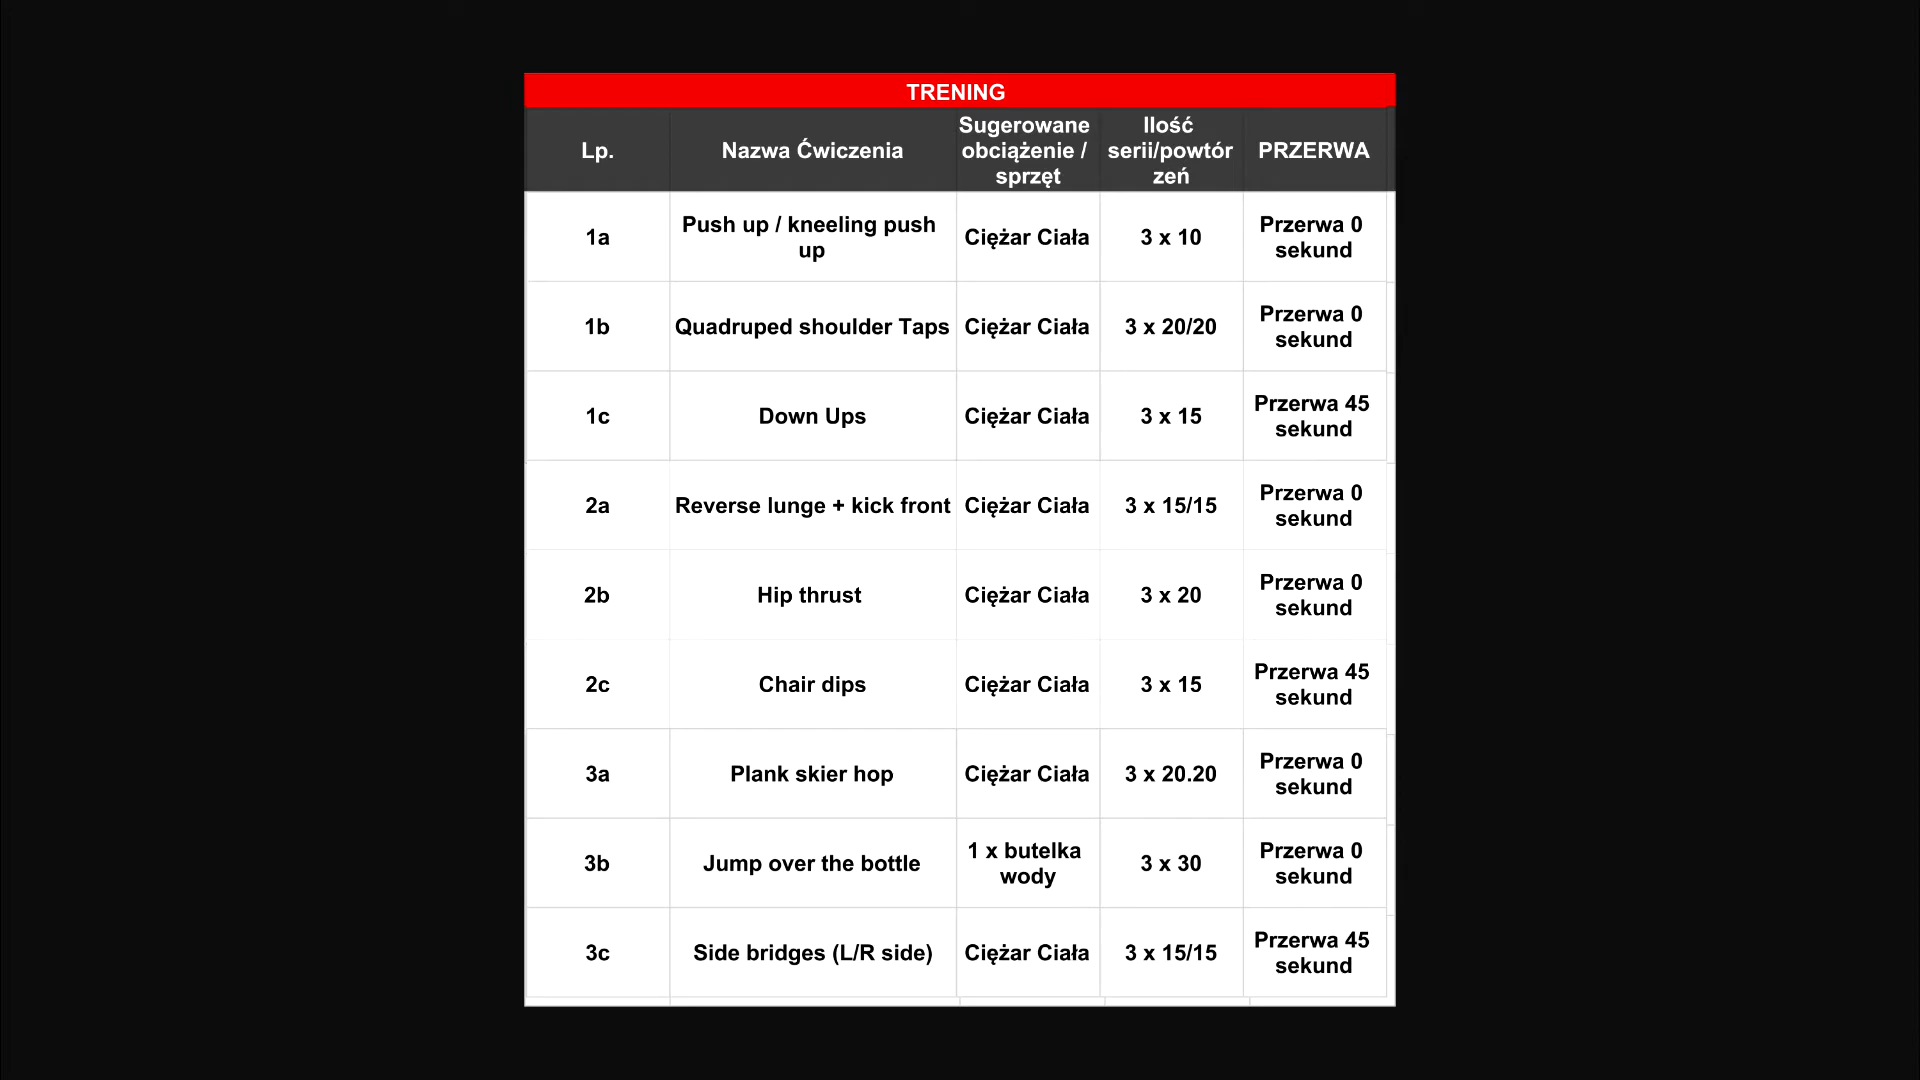 TRENING
Lp.
Nazwa Ćwiczenia
Sugerowane
obciążenie /
sprzęt
Ilość
serii/powtór
zeń
PRZERWA
1a
Push up / kneeling push
up
Ciężar Ciała
3 x 10
Przerwa 0
sekund
1b
Quadruped shoulder Taps
Ciężar Ciała
3 x 20/20
Przerwa 0
sekund
1c
Down Ups
Ciężar Ciała
3 x 15
Przerwa 45
sekund
2a
Reverse lunge + kick front
Ciężar Ciała
3 x 15/15
Przerwa 0
sekund
2b
Hip thrust
Ciężar Ciała
3 x 20
Przerwa 0
sekund
2c
Chair dips
Ciężar Ciała
3 x 15
Przerwa 45
sekund
3a
Plank skier hop
Ciężar Ciała
3 x 20.20
Przerwa 0
sekund
3b
Jump over the bottle
1 x butelka
wody
3 x 30
Przerwa 0
sekund
3c
Side bridges (L/R side)
Ciężar Ciała
3 x 15/15
Przerwa 45
sekund